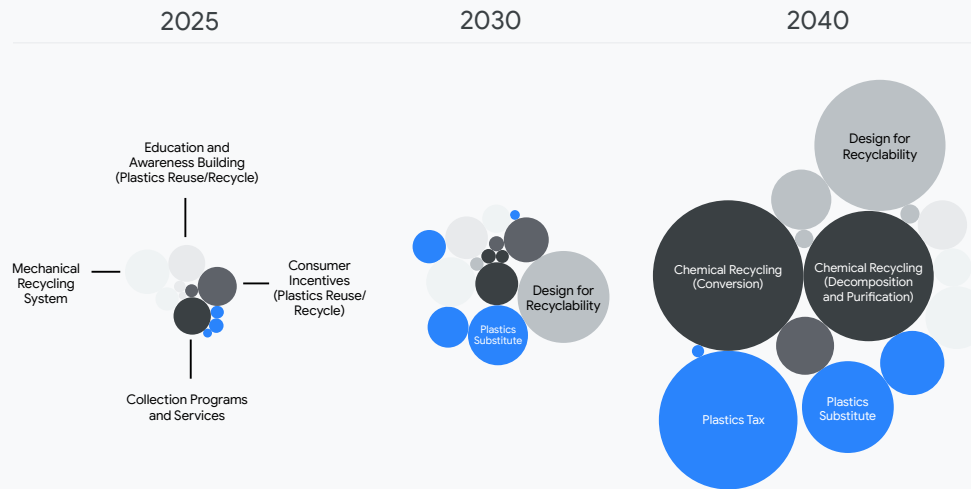 2025
2030
2040
Education and
Awareness Building
(Plastics Reuse/Recycle)
Mechanical
Recycling
System
Consumer
Incentives
(Plastics Reuse/
Recycle)
Collection Programs
and Services
Design for
Recyclability
Plastics
Substitute
Design for
Recyclability
Chemical Recycling
(Conversion)
Chemical Recycling
(Decomposition
and Purification)
Plastics Tax
Plastics
Substitute